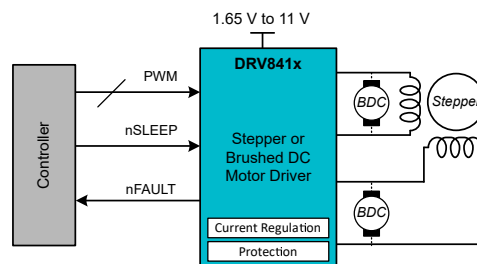 1.65 V to 11 V
DRV841x
Controller
PWM
nSLEEP
nFAULT
Stepper or
Brushed DC
Motor Driver
Current Regulation
Protection
BDC
Stepper
BDC